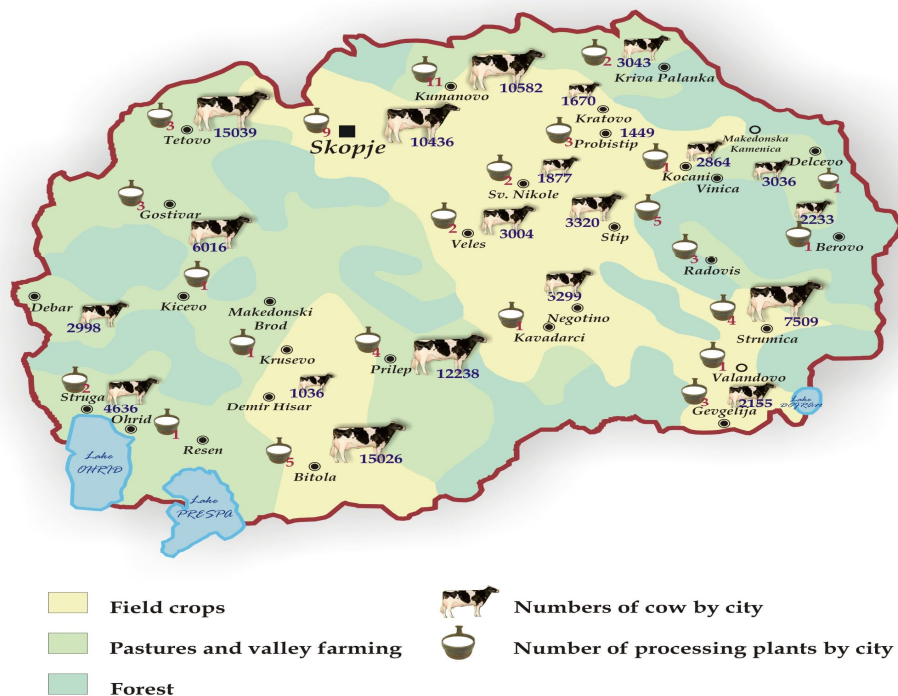 2
3043
Kriva Palanka
11
Kumanovo
10582
1670
Kratovo
3
15039
Tetovo
9
Skopje
10436
3
1449
Probistip
Makedonska
Kamenica
Delcevo
1
2864
Kocani
Vinica
3036
1
2
1877
Sv. Nikole
3
Gostivar
6016
2
Veles
3004
3320
Stip
5
2233
1
Berovo
3
Radovis
1
Kicevo
Debar
2998
Makedonski
Brod
3299
Negotino
1
Kavadarci
4
7509
Strumica
1
Krusevo
4
Prilep
12238
1
Valandovo
2
Struga
4636
Ohrid
1036
Demir Hisar
3
2155
Gevgelija
Lake
DOJRAN
1
Resen
5
15026
Bitola
Lake
OHRID
Lake
PRESPA
Field crops
Numbers of cow by city
Pastures and valley farming
Number of processing plants by city
Forest